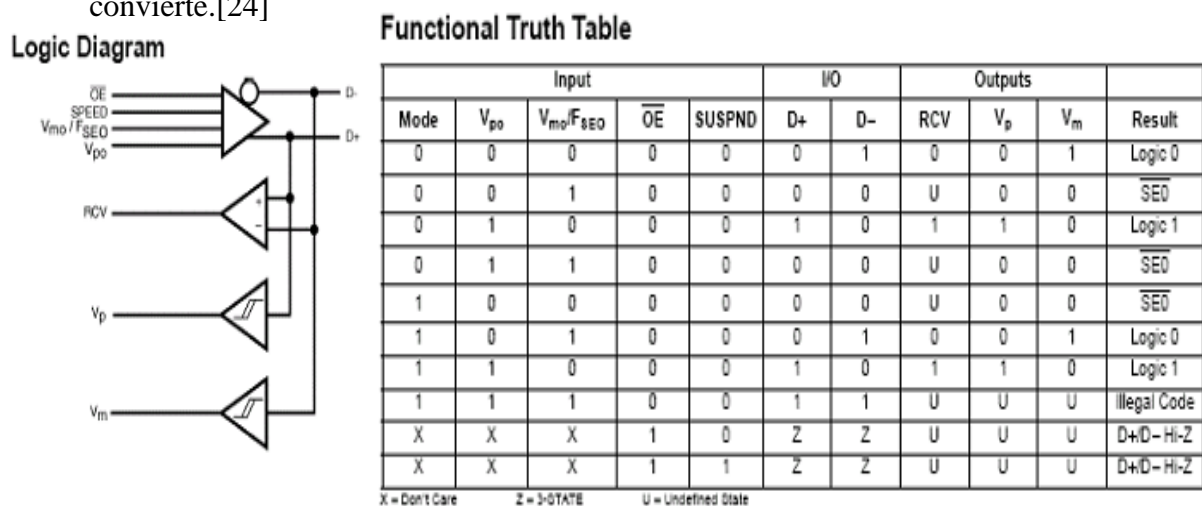 convierte.[24]
Logic Diagram
OE
SPEED
Vmo / FSEO
Vpo
RCV
Vp
Vm
D-
D+
+
−
Functional Truth Table
Input I/O Outputs
Mode Vpo Vmo/FSEO OE SUSPND D+ D− RCV Vp Vm Result
0 0 0 0 0 0 1 0 0 1 Logic 0
0 0 1 0 0 0 0 U 0 0 SE0
0 1 0 0 0 1 0 1 1 0 Logic 1
0 1 1 0 0 0 0 U 0 0 SE0
1 0 0 0 0 0 0 U 0 0 SE0
1 0 1 0 0 0 1 0 0 1 Logic 0
1 1 0 0 0 1 0 1 1 0 Logic 1
1 1 1 0 0 1 1 U U U Illegal Code
X X X 1 0 Z Z U U U D+/D− Hi-Z
X X X 1 1 Z Z U U U D+/D− Hi-Z
X = Don't Care Z = 3-STATE U = Undefined State